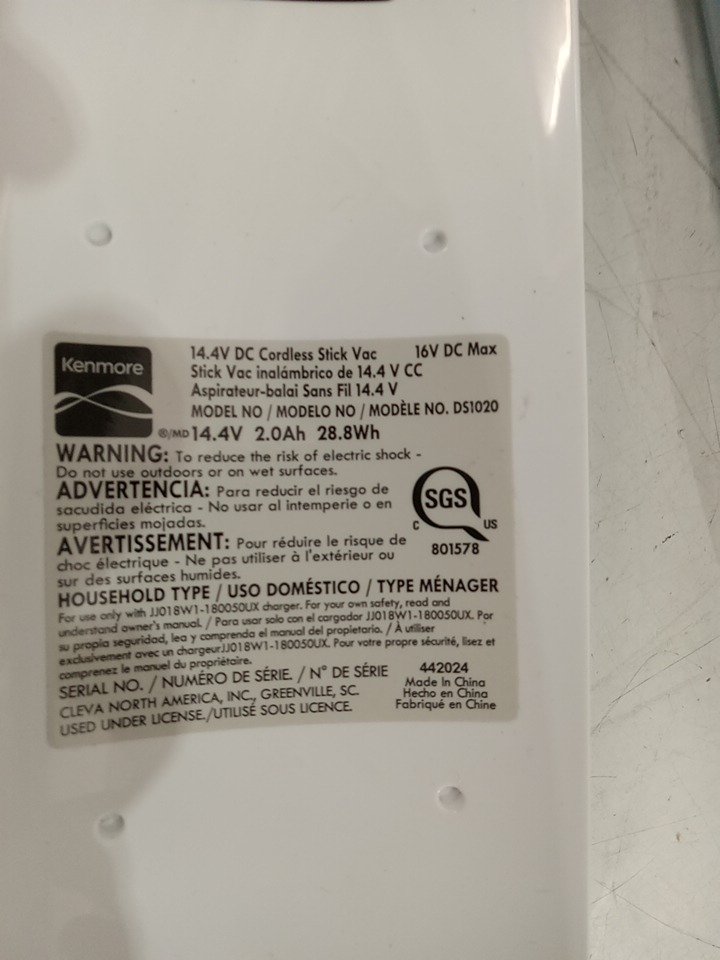 Kenmore
®/MD
14.4V DC Cordless Stick Vac 16V DC Max
Stick Vac inalámbrico de 14.4 V CC
Aspirateur-balai Sans Fil 14.4 V
MODEL NO / MODELO NO / MODÈLE NO. DS1020
14.4V 2.0Ah 28.8Wh
WARNING: To reduce the risk of electric shock -
Do not use outdoors or on wet surfaces.
ADVERTENCIA: Para reducir el riesgo de
sacudida eléctrica - No usar al intemperie o en
superficies mojadas.
AVERTISSEMENT: Pour réduire le risque de
choc électrique - Ne pas utiliser à l'extérieur ou
sur des surfaces humides.
SGS
C US
801578
HOUSEHOLD TYPE / USO DOMÉSTICO / TYPE MÉNAGER
For use only with JJ018W1-180050UX charger. For your own safety, read and
understand owner's manual. / Para usar solo con el cargador JJ018W1-180050UX. Por
su propia seguridad, lea y comprenda el manual del propietario. / À utiliser
exclusivement avec un chargeurJJ018W1-180050UX. Pour votre propre sécurité, lisez et
comprenez le manuel du propriétaire.
SERIAL NO. / NUMÉRO DE SÉRIE. / N° DE SÉRIE
CLEVA NORTH AMERICA, INC., GREENVILLE, SC.
USED UNDER LICENSE./UTILISÉ SOUS LICENCE.
442024
Made In China
Hecho en China
Fabriqué en Chine